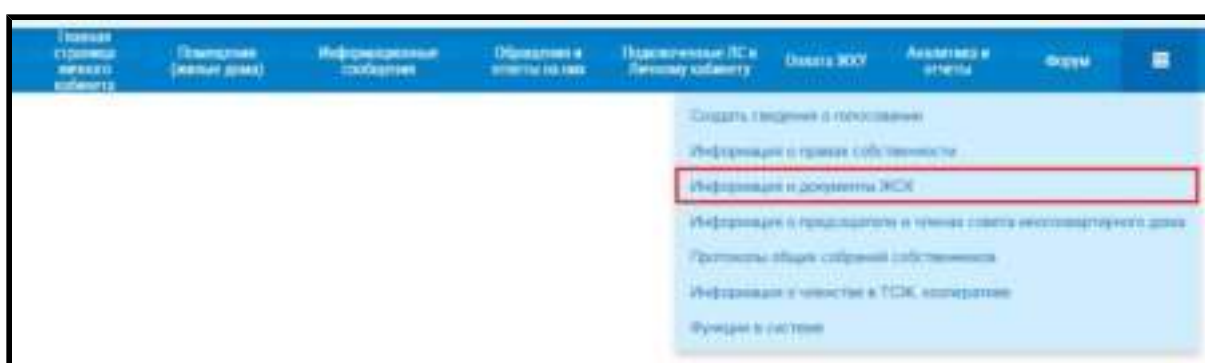 Главная
страница
личного
кабинета
Помещения
(жилые дома)
Информационные
сообщения
Обращения и
ответы на них
Подключенные ЛС к
Личному кабинету
Оплата ЖКУ
Аналитика и
отчеты
Форум
Создать сведения о голосовании
Информация о правах собственности
Информация и документы ЖСК
Информация о председателе и членах совета многоквартирного дома
Протоколы общих собраний собственников
Информация о членстве в ТСЖ, кооперативе
Функции в системе